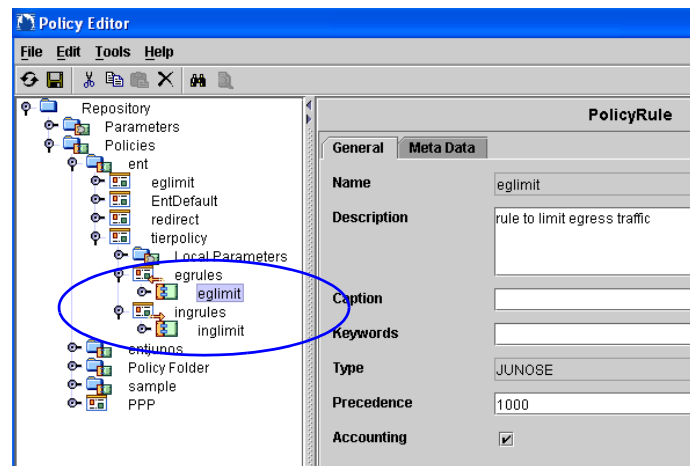 Policy Editor
File Edit Tools Help
Repository
Parameters
Policies
ent
eglimit
EntDefault
redirect
tierpolicy
Local Parameters
egrules
eglimit
ingrules
inglimit
entjunos
Policy Folder
sample
PPP
PolicyRule
General Meta Data
Name eglimit
Description rule to limit egress traffic
Caption
Keywords
Type JUNOSE
Precedence 1000
Accounting